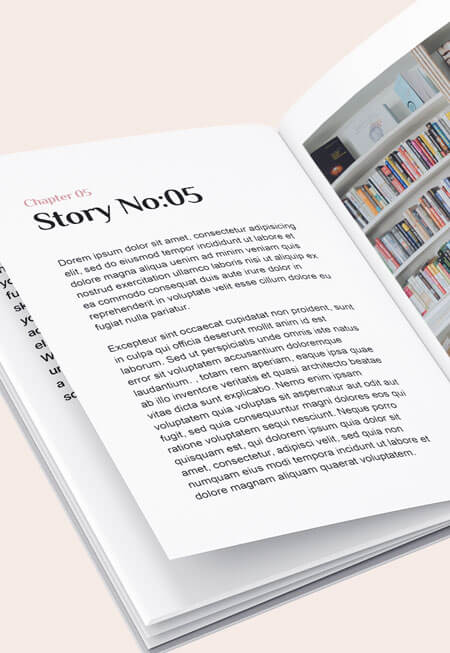 Chapter 05
Story No:05
Dorem ipsum dolor sit amet, consectetur adipisicing
elit, sed do eiusmod tempor incididunt ut labore et
dolore magna aliqua uenim ad minim veniam quis
nostrud exercitation ullamco laboris nisi ut aliquip ex
ea commodo consequat duis aute irure dolor in
reprehenderit in voluptate velit esse cillum dolore eu
fugiat nulla pariatur.
Excepteur sint occaecat cupidatat non proident, sunt
in culpa qui officia deserunt mollit anim id est
laborum. Sed ut perspiciatis unde omnis iste natus
error sit voluptatem accusantium doloremque
laudantium. , totam rem aperiam, eaque ipsa quae
ab illo inventore veritatis et quasi architecto beatae
vitae dicta sunt explicabo. Nemo enim ipsam
voluptatem quia voluptas sit aspernatur aut odit aut
fugit, sed quia consequuntur magni dolores eos qui
ratione voluptatem sequi nesciunt. Neque porro
quisquam est, qui dolorem ipsum quia dolor sit
amet, consectetur, adipisci velit, sed quia non
numquam eius modi tempora incidunt ut labore et
dolore magnam aliquam quaerat voluptatem.